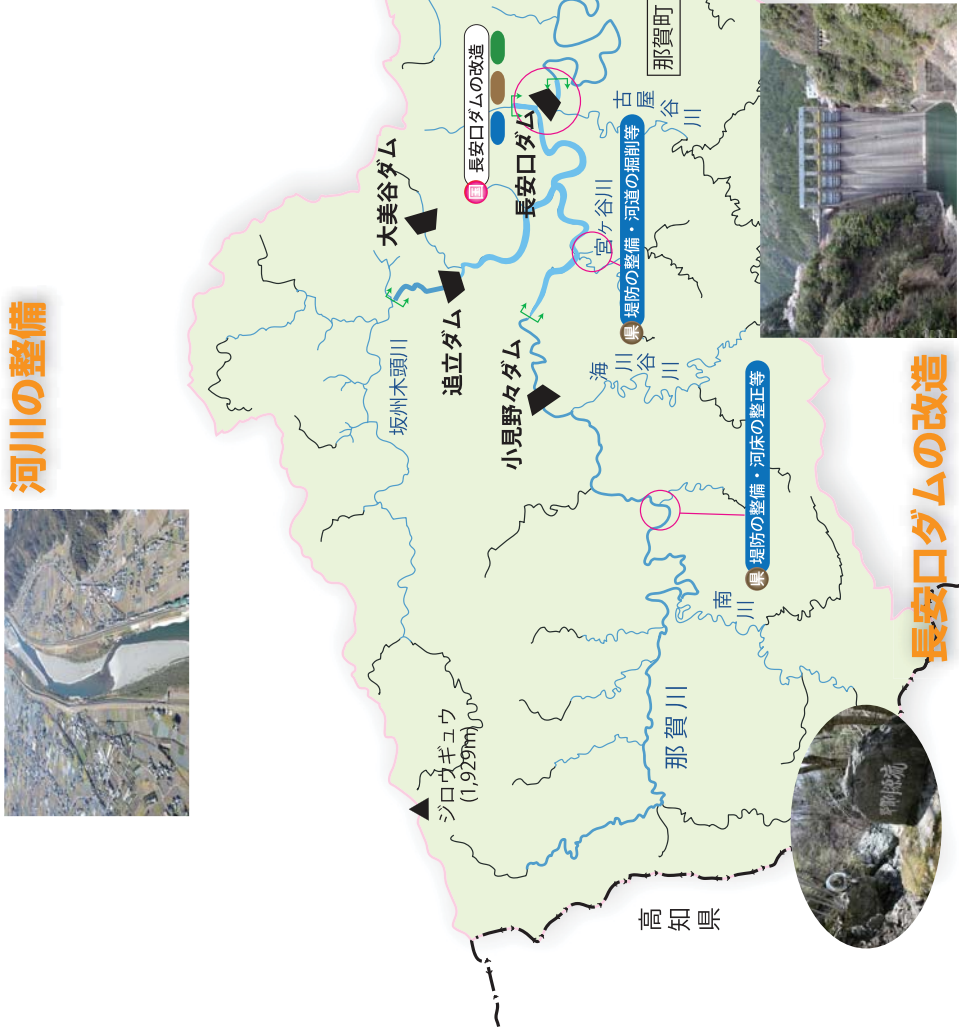 河川の整備
長安口ダムの改造
大美谷ダム
国 長安口ダムの改造
長安口ダム
那賀町
古屋谷川
追立ダム
宮ヶ谷川
県 堤防の整備・河道の掘削等
坂州木頭川
小見野々ダム
海川谷川
県 堤防の整備・河床の整正等
南川
ジロウギュウ
(1,929m)
那賀川
高知県